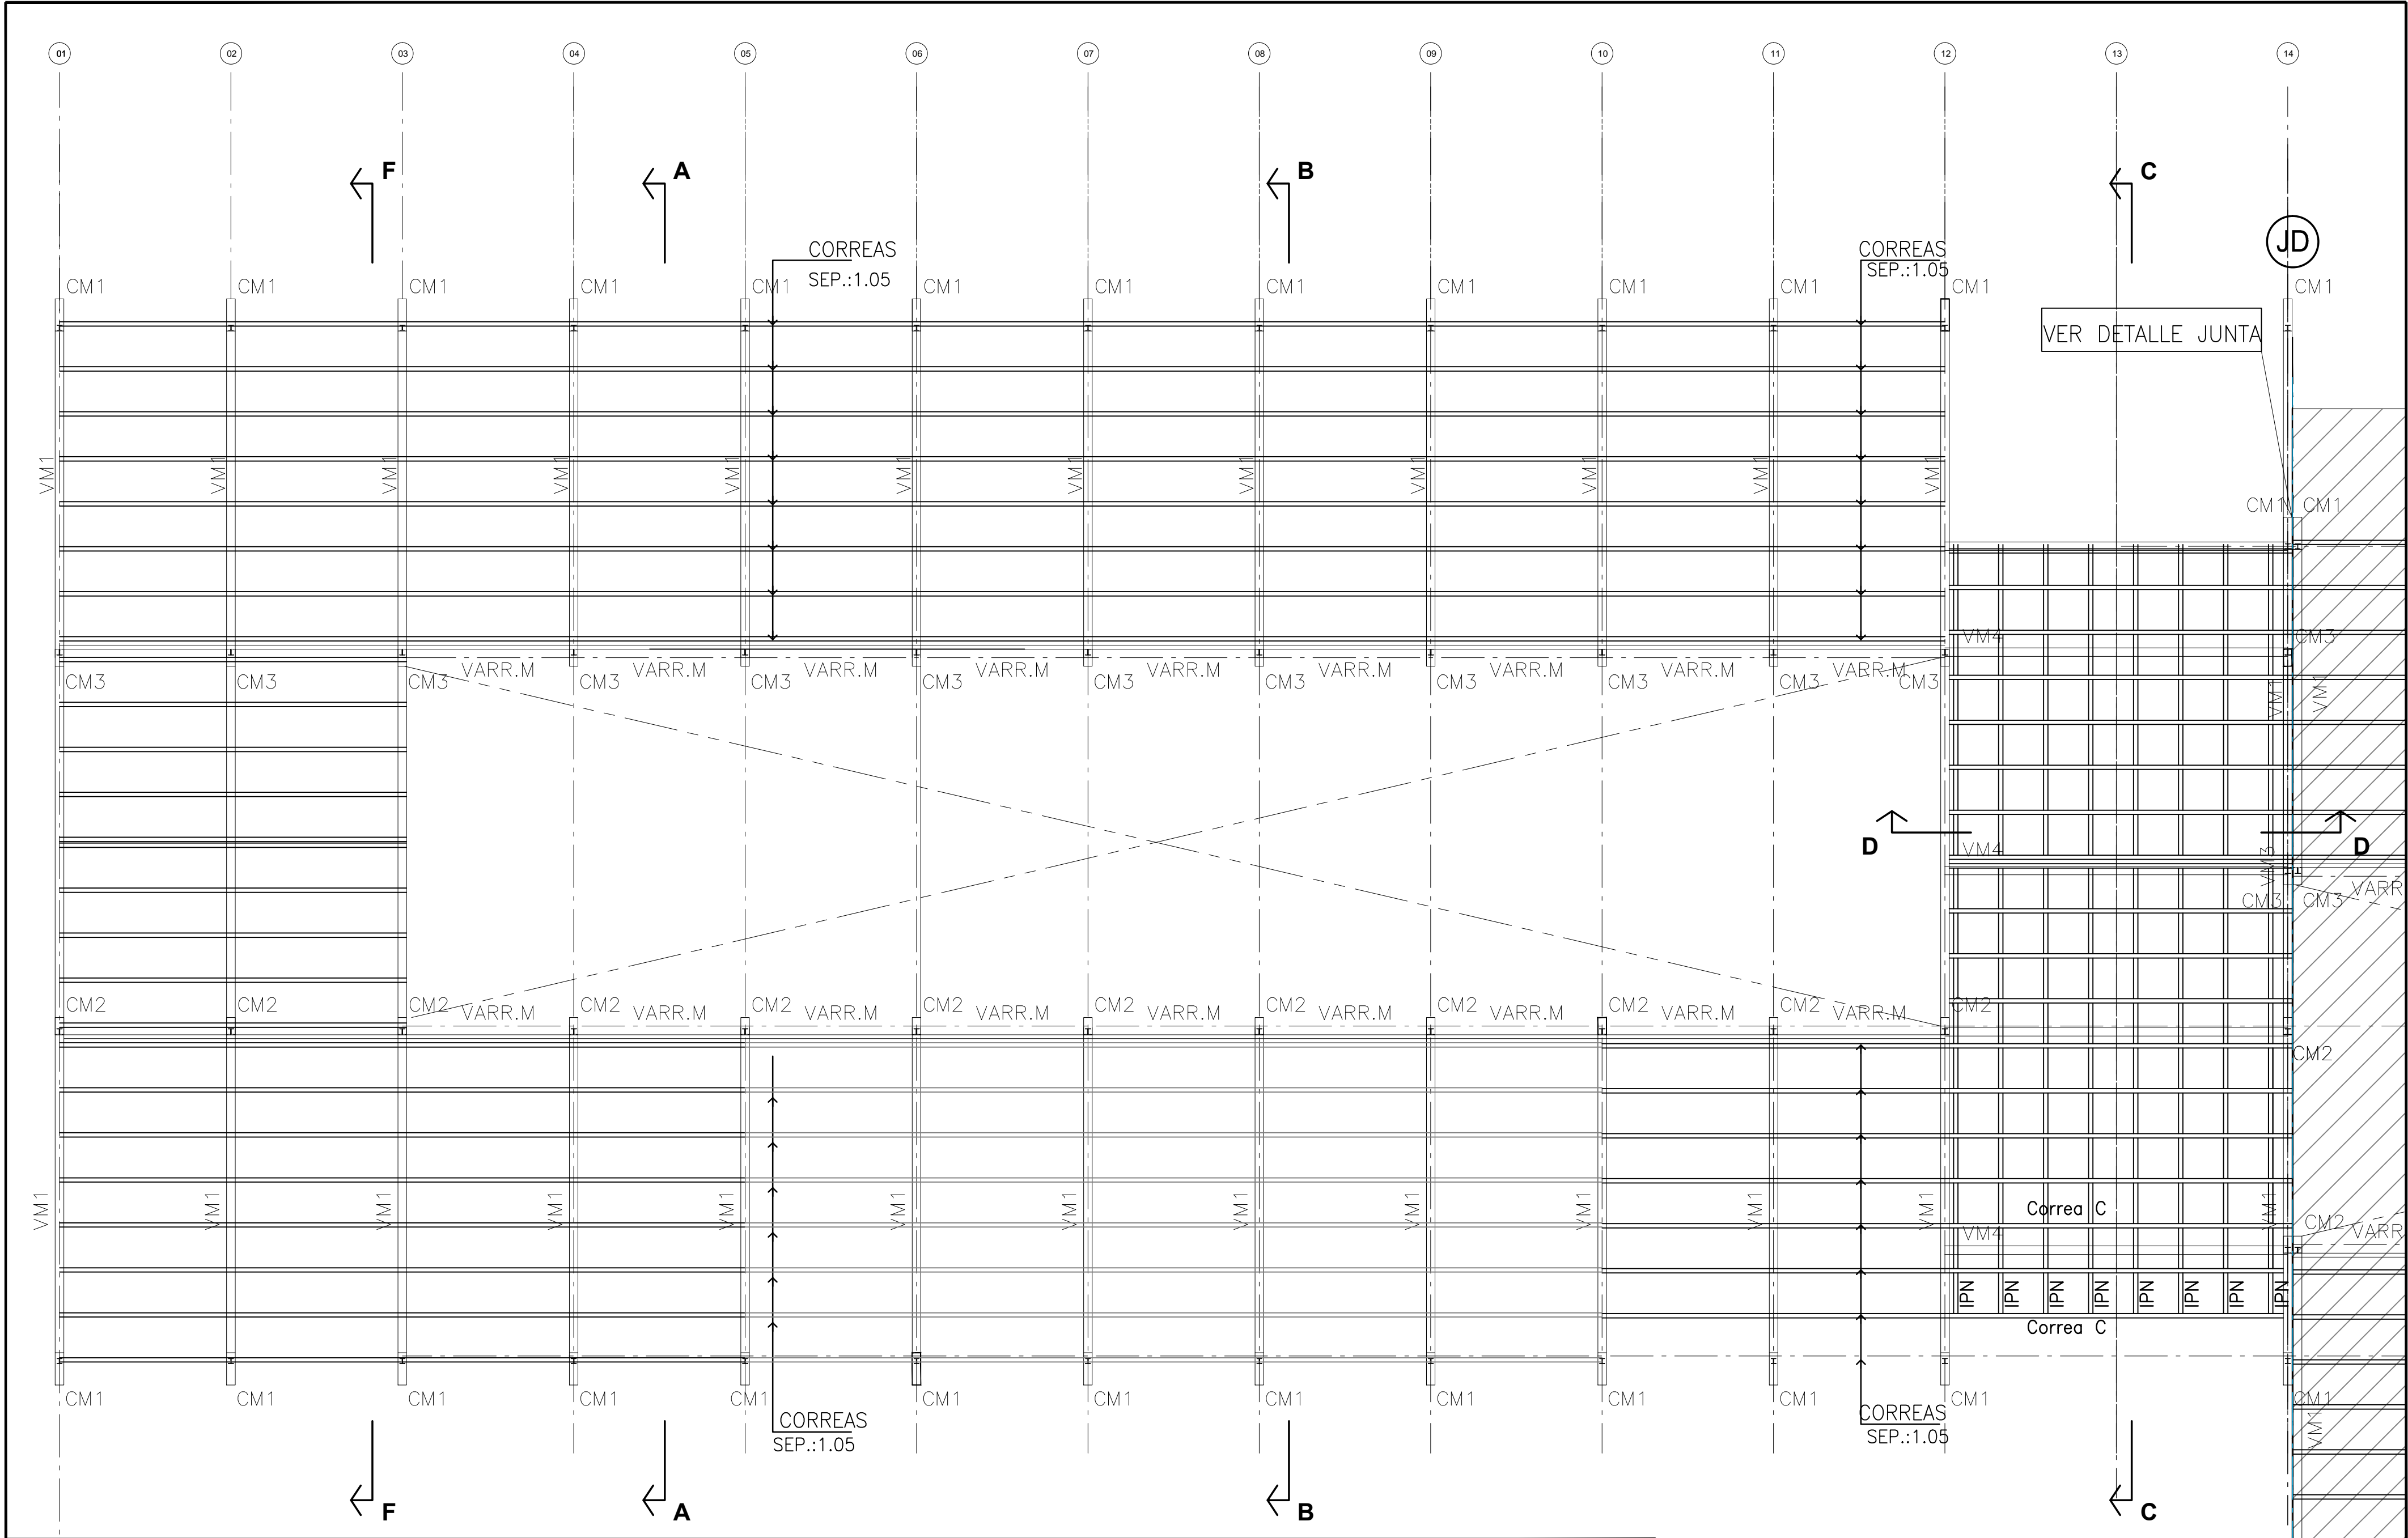 01 02 03 04 05 06 07 08 09 10 11 12 13 14
F A B C
JD
CORREAS CORREAS
SEP.:1.05 SEP.:1.05
CM1 CM1 CM1 CM1 CM1 CM1 CM1 CM1 CM1 CM1 CM1 CM1 CM1
VER DETALLE JUNTA
VM1 VM1 VM1 VM1 VM1 VM1 VM1 VM1 VM1 VM1 VM1 VM1
CM1 CM1
VM4 CM3
VARR.M VARR.M VARR.M VARR.M VARR.M VARR.M VARR.M VARR.M VARR.M
CM3 CM3 CM3 CM3 CM3 CM3 CM3 CM3 CM3 CM3 CM3 CM3
VM1 VM1
D VM4 VM3 D
VARR
CM3 CM3
CM2 CM2 CM2 CM2 CM2 CM2 CM2 CM2 CM2 CM2 CM2 CM2
VARR.M VARR.M VARR.M VARR.M VARR.M VARR.M VARR.M VARR.M VARR.M
CM2
VM1 VM1 VM1 VM1 VM1 VM1 VM1 VM1 VM1 VM1 VM1 VM1 VM1
Correa C
VM4 CM2 VARR
IPN IPN IPN IPN IPN IPN IPN IPN
Correa C
CM1 CM1 CM1 CM1 CM1 CM1 CM1 CM1 CM1 CM1 CM1 CM1 CM1
VM1
CORREAS CORREAS
SEP.:1.05 SEP.:1.05
F A B C